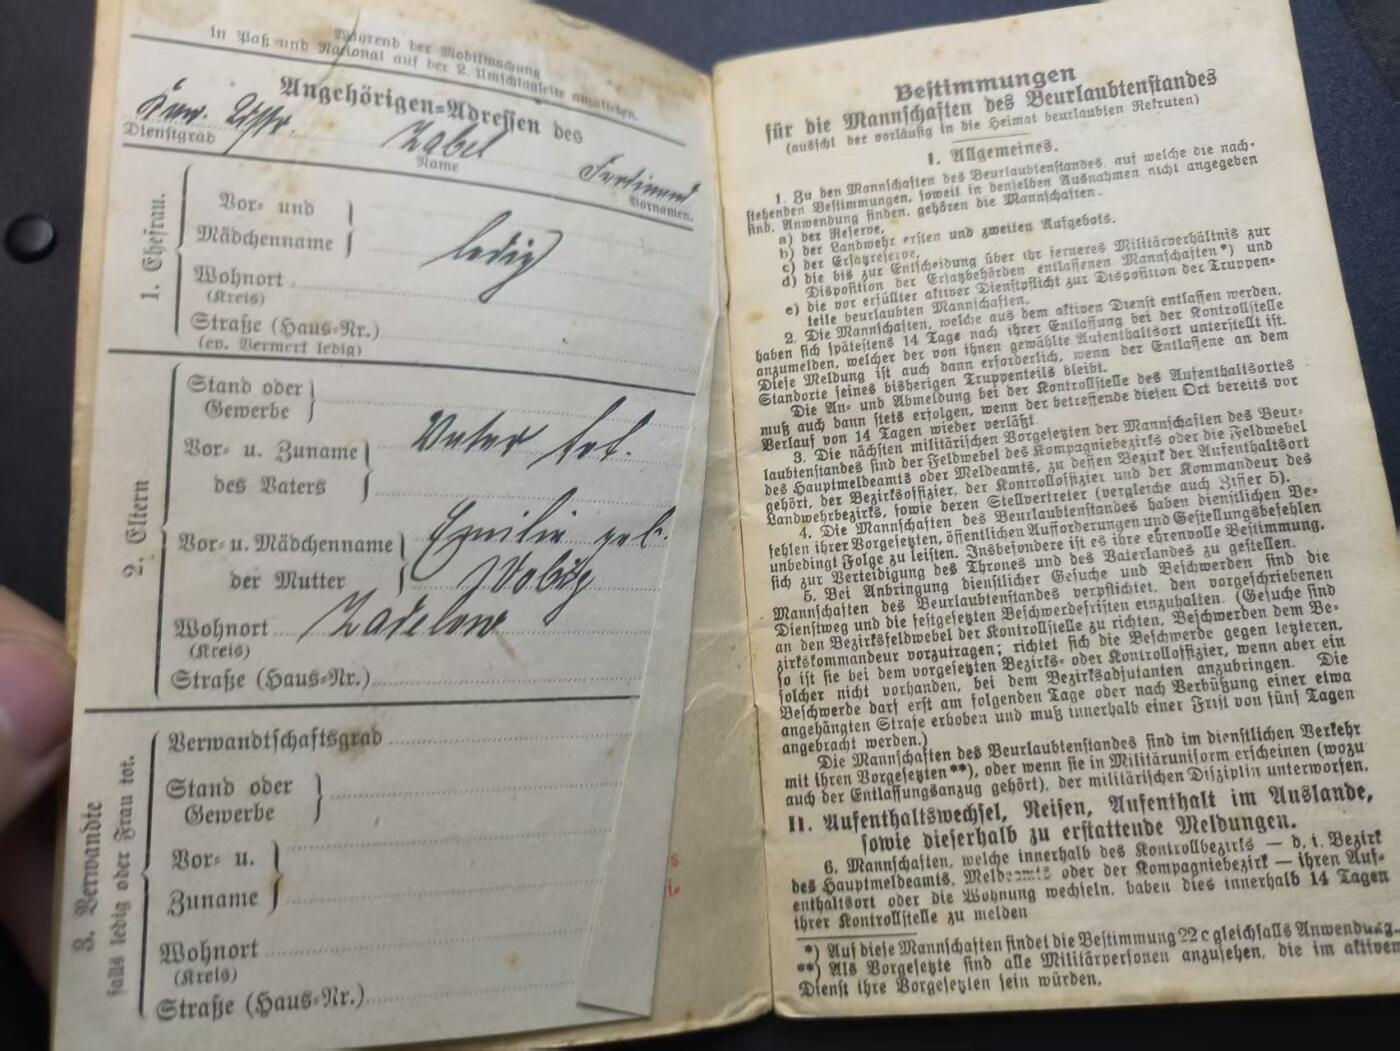 Während der Mobilmachung
in Paß und National auf der 2. Umschlagseite anzukleben.
Angehörigen-Adressen des
Zabel Ferdinand
Dienstgrad Name Vornamen.
1. Ehefrau.
Vor- und
Mädchenname
ledig
Wohnort
(Kreis)
Straße (Haus-Nr.)
(ev. Vermerk ledig)
2. Eltern
Stand oder
Gewerbe
Vor- u. Zuname
des Vaters
Vater tot.
Vor- u. Mädchenname
der Mutter
Emilie geb.
Wohnort Zadelow
(Kreis)
Straße (Haus-Nr.)
3. Verwandte
falls ledig oder Frau tot.
Verwandtschaftsgrad
Stand oder
Gewerbe
Vor- u.
Zuname
Wohnort
(Kreis)
Straße (Haus-Nr.)
Bestimmungen
für die Mannschaften des Beurlaubtenstandes
(ausschl der vorläufig in die Heimat beurlaubten Rekruten)
I. Allgemeines.
1. Zu den Mannschaften des Beurlaubtenstandes, auf welche die nach-
stehenden Bestimmungen, soweit in denselben Ausnahmen nicht angegeben
sind, Anwendung finden, gehören die Mannschaften.
a) der Reserve,
b) der Landwehr ersten und zweiten Aufgebots,
c) der Ersatzreserve,
d) die bis zur Entscheidung über ihr ferneres Militärverhältnis zur
Disposition der Ersatzbehörden entlassenen Mannschaften*) und
e) die vor erfüllter aktiver Dienstpflicht zur Disposition der Truppen-
teile beurlaubten Mannschaften.
2. Die Mannschaften, welche aus dem aktiven Dienst entlassen werden,
haben sich spätestens 14 Tage nach ihrer Entlassung bei der Kontrollstelle
anzumelden, welcher der von ihnen gewählte Aufenthaltsort unterstellt ist.
Diese Meldung ist auch dann erforderlich, wenn der Entlassene an dem
Standorte seines bisherigen Truppenteils bleibt.
Die An- und Abmeldung bei der Kontrollstelle des Aufenthaltsortes
muß auch dann stets erfolgen, wenn der betreffende diesen Ort bereits vor
Verlauf von 14 Tagen wieder verläßt
3. Die nächsten militärischen Vorgesetzten der Mannschaften des Beur-
laubtenstandes sind der Feldwebel des Kompagniebezirks oder die Feldwebel
des Hauptmeldeamts oder Meldeamts, zu dessen Bezirk der Aufenthaltsort
gehört, der Bezirksoffizier, der Kontrolloffizier und der Kommandeur des
Landwehrbezirks, sowie deren Stellvertreter (vergleiche auch Ziffer 5).
4. Die Mannschaften des Beurlaubtenstandes haben dienstlichen Be-
fehlen ihrer Vorgesetzten, öffentlichen Aufforderungen und Gestellungsbefehlen
unbedingt Folge zu leisten. Insbesondere ist es ihre ehrenvolle Bestimmung,
sich zur Verteidigung des Thrones und des Vaterlandes zu gestellen.
5. Bei Anbringung dienstlicher Gesuche und Beschwerden sind die
Mannschaften des Beurlaubtenstandes verpflichtet, den vorgeschriebenen
Dienstweg und die festgesetzten Beschwerdefristen einzuhalten. (Gesuche sind
an den Bezirksfeldwebel der Kontrollstelle zu richten, Beschwerden dem Be-
zirkskommandeur vorzutragen; richtet sich die Beschwerde gegen letzteren,
so ist sie bei dem vorgesetzten Bezirks- oder Kontrolloffizier, wenn aber ein
solcher nicht vorhanden, bei dem Bezirksadjutanten anzubringen. Die
Beschwerde darf erst am folgenden Tage oder nach Verbüßung einer etwa
angehängten Strafe erhoben und muß innerhalb einer Frist von fünf Tagen
angebracht werden.)
Die Mannschaften des Beurlaubtenstandes sind im dienstlichen Verkehr
mit ihren Vorgesetzten**), oder wenn sie in Militäruniform erscheinen (wozu
auch der Entlassungsanzug gehört), der militärischen Disziplin unterworfen.
II. Aufenthaltswechsel, Reisen, Aufenthalt im Auslande,
sowie dieserhalb zu erstattende Meldungen.
6. Mannschaften, welche innerhalb des Kontrollbezirks — d. i. Bezirk
des Hauptmeldeamts, Meldeamts oder der Kompagniebezirk — ihren Auf-
enthaltsort oder die Wohnung wechseln, haben dies innerhalb 14 Tagen
ihrer Kontrollstelle zu melden
*) Auf diese Mannschaften findet die Bestimmung 22 c gleichfalls Anwendung.
**) Als Vorgesetzte sind alle Militärpersonen anzusehen, die im aktiven
Dienst ihre Vorgesetzten sein würden.